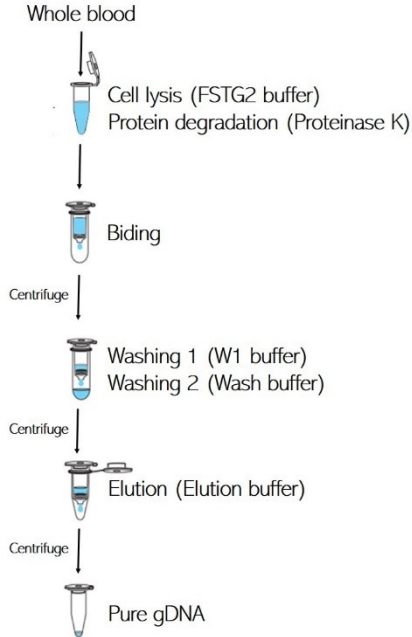 Whole blood
Cell lysis (FSTG2 buffer)
Protein degradation (Proteinase K)
Biding
Centrifuge
Washing 1 (W1 buffer)
Washing 2 (Wash buffer)
Centrifuge
Elution (Elution buffer)
Centrifuge
Pure gDNA